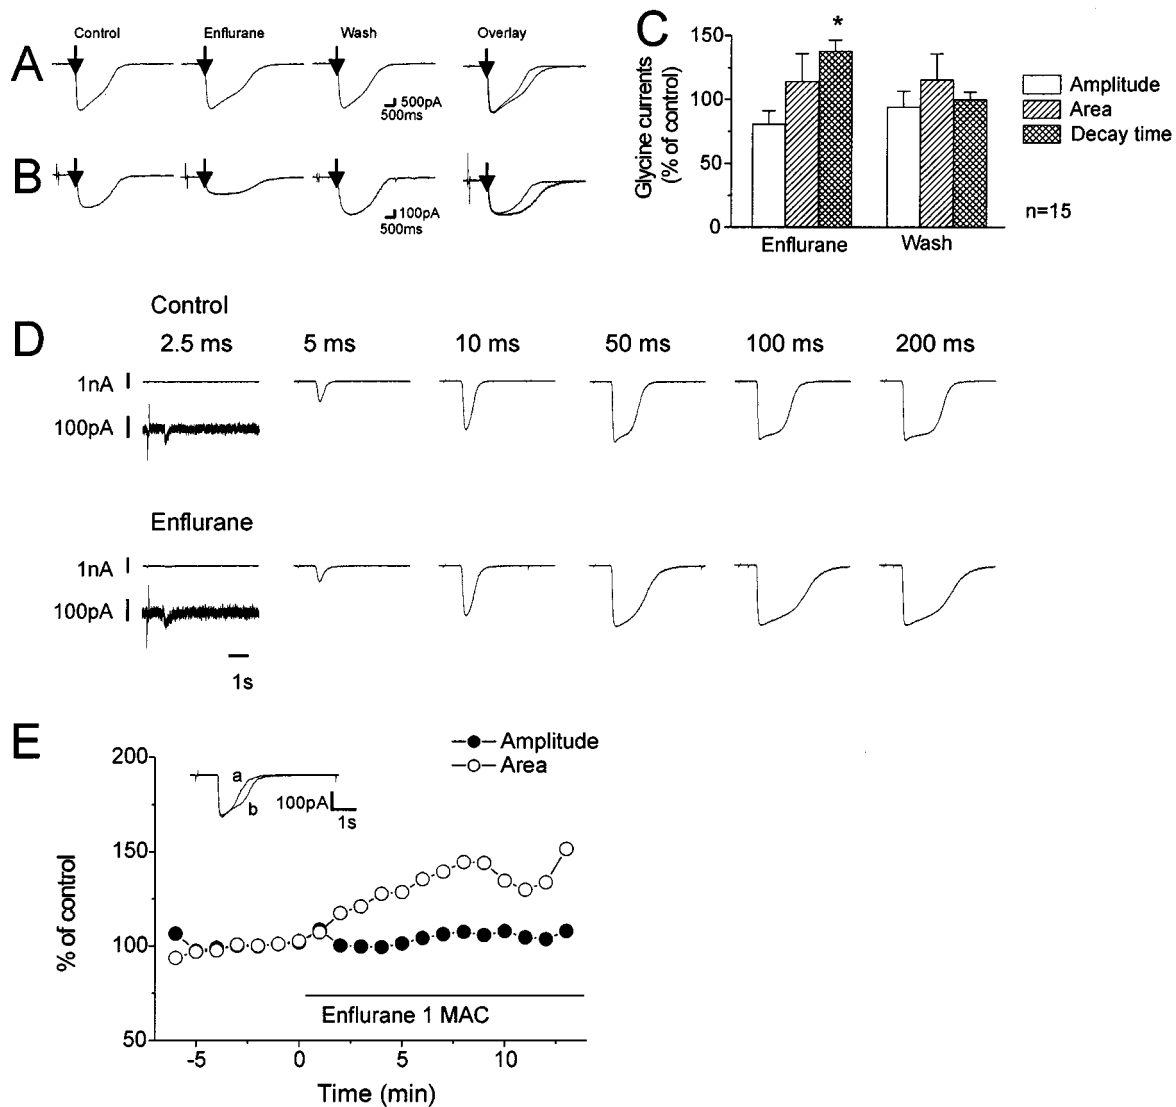 A
Control
Enflurane
Wash
Overlay
500pA
500ms
B
100pA
500ms
C
Glycine currents
(% of control)
150
100
50
0
*
Enflurane
Wash
Amplitude
Area
Decay time
n=15
D
Control
2.5 ms
5 ms
10 ms
50 ms
100 ms
200 ms
1nA
100pA
Enflurane
1nA
100pA
1s
E
Amplitude
Area
% of control
200
150
100
50
a
b
100pA
1s
Enflurane 1 MAC
-5
0
5
10
Time (min)